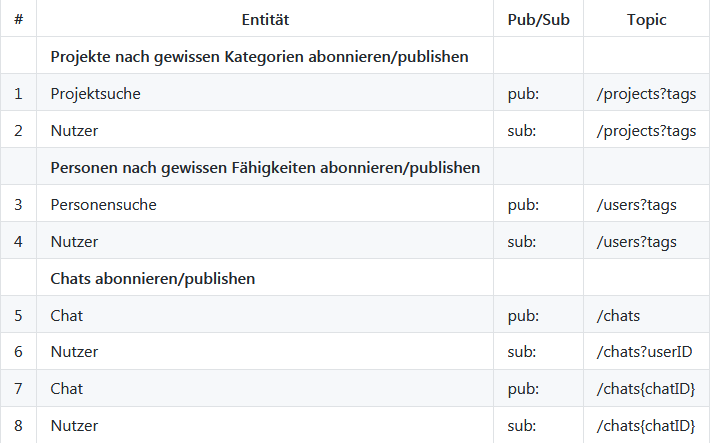 # Entität Pub/Sub Topic
Projekte nach gewissen Kategorien abonnieren/publishen
1 Projektsuche pub: /projects?tags
2 Nutzer sub: /projects?tags
Personen nach gewissen Fähigkeiten abonnieren/publishen
3 Personensuche pub: /users?tags
4 Nutzer sub: /users?tags
Chats abonnieren/publishen
5 Chat pub: /chats
6 Nutzer sub: /chats?userID
7 Chat pub: /chats{chatID}
8 Nutzer sub: /chats{chatID}